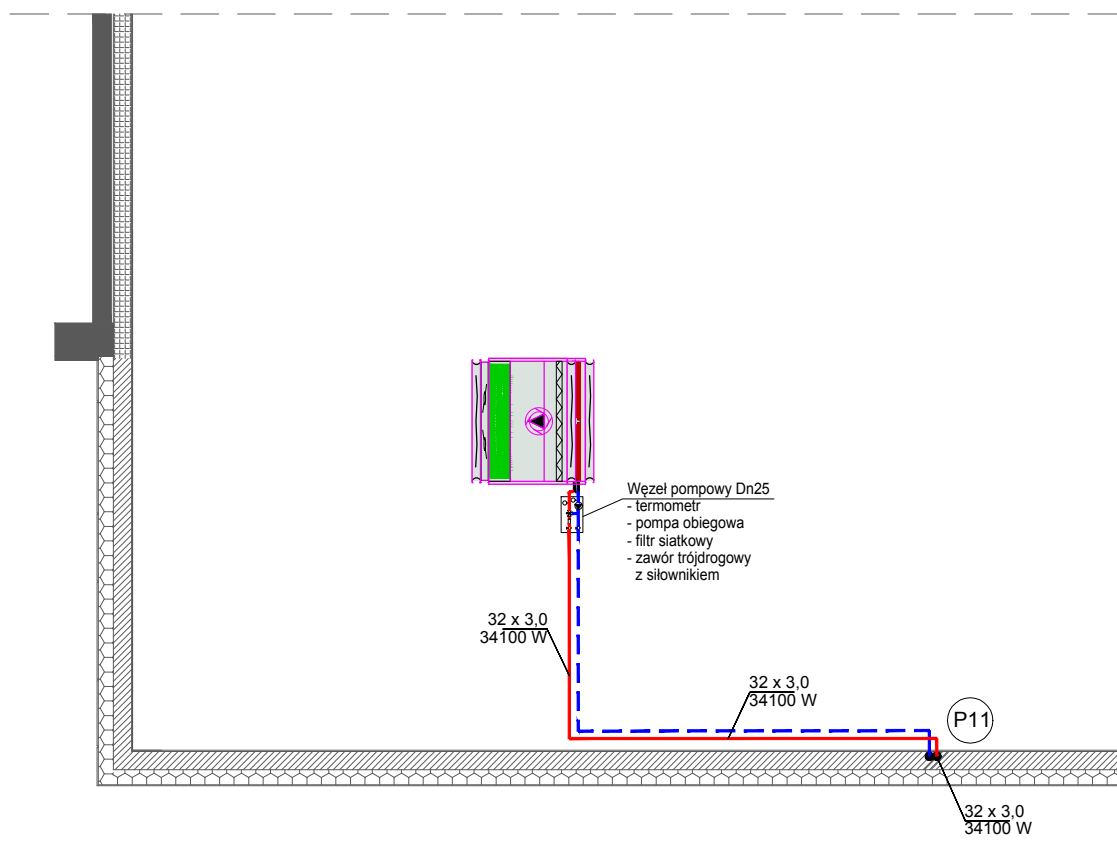 Węzeł pompowy Dn25
- termometr
- pompa obiegowa
- filtr siatkowy
- zawór trójdrogowy
z siłownikiem
32 x 3,0
34100 W
32 x 3,0
34100 W
P11
32 x 3,0
34100 W